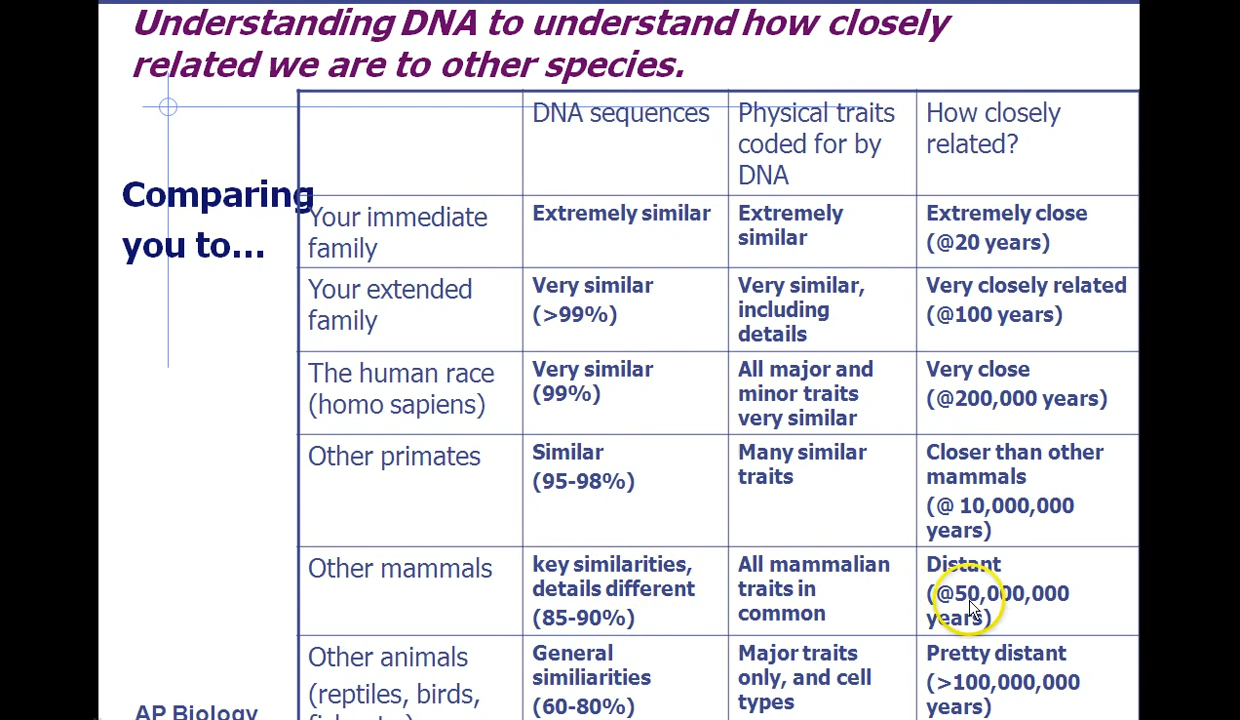 Understanding DNA to understand how closely
related we are to other species.
Comparing
you to...
DNA sequences
Physical traits
coded for by
DNA
How closely
related?
Your immediate
family
Extremely similar
Extremely
similar
Extremely close
(@20 years)
Your extended
family
Very similar
(>99%)
Very similar,
including
details
Very closely related
(@100 years)
The human race
(homo sapiens)
Very similar
(99%)
All major and
minor traits
very similar
Very close
(@200,000 years)
Other primates
Similar
(95-98%)
Many similar
traits
Closer than other
mammals
(@ 10,000,000
years)
Other mammals
key similarities,
details different
(85-90%)
All mammalian
traits in
common
Distant
(@50,000,000
years)
Other animals
(reptiles, birds,
General
similiarities
(60-80%)
Major traits
only, and cell
types
Pretty distant
(>100,000,000
years)
AP Biology